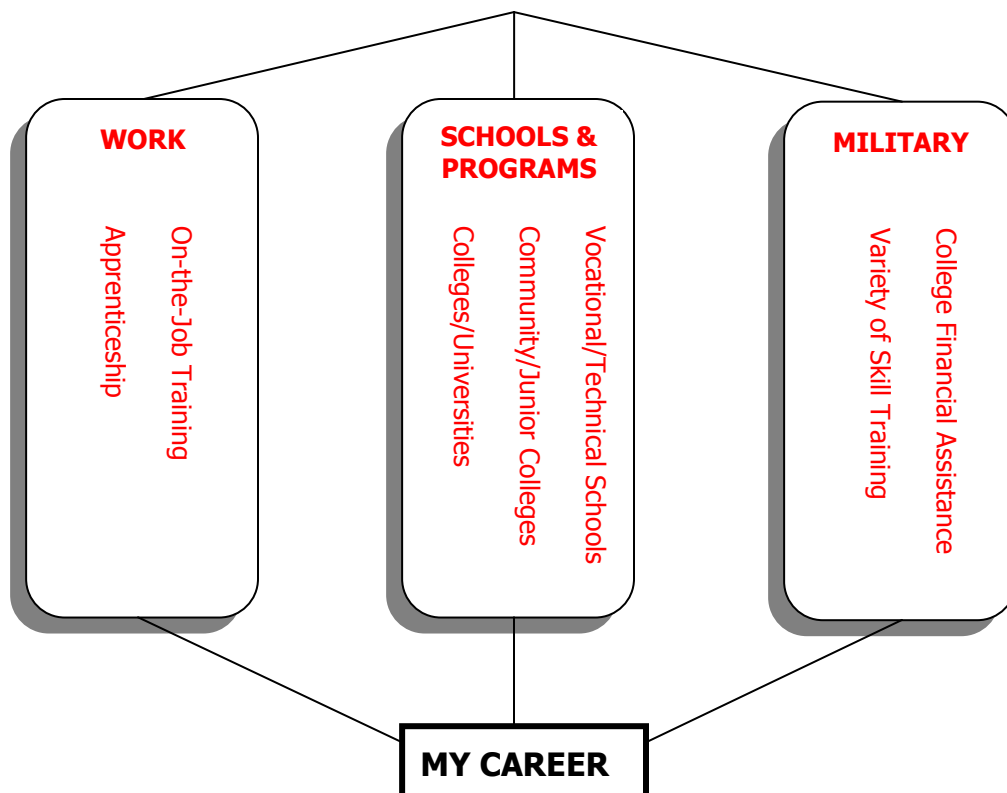 WORK
On-the-Job Training
Apprenticeship
SCHOOLS &
PROGRAMS
Vocational/Technical Schools
Community/Junior Colleges
Colleges/Universities
MILITARY
College Financial Assistance
Variety of Skill Training
MY CAREER